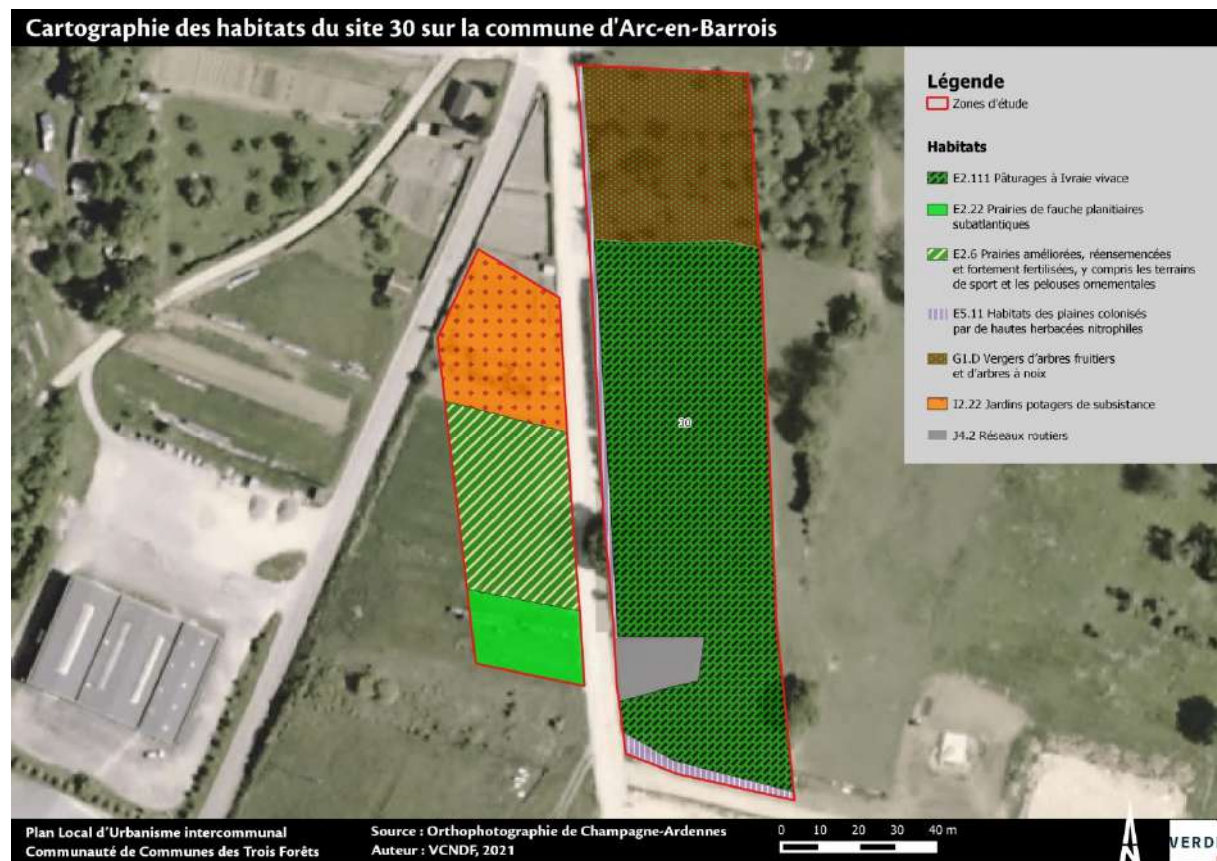 Cartographie des habitats du site 30 sur la commune d'Arc-en-Barrois
Légende
Zones d'étude
Habitats
E2.111 Pâturages à Ivraie vivace
E2.22 Prairies de fauche planitiaires
subatlantiques
E2.6 Prairies améliorées, réensemencées
et fortement fertilisées, y compris les terrains
de sport et les pelouses ornementales
E5.11 Habitats des plaines colonisés
par de hautes herbacées nitrophiles
G1.D Vergers d'arbres fruitiers
et d'arbres à noix
I2.22 Jardins potagers de subsistance
J4.2 Réseaux routiers
30
Plan Local d'Urbanisme intercommunal
Communauté de Communes des Trois Forêts
Source : Orthophotographie de Champagne-Ardennes
Auteur : VCNDF, 2021
0 10 20 30 40 m
N
VERD